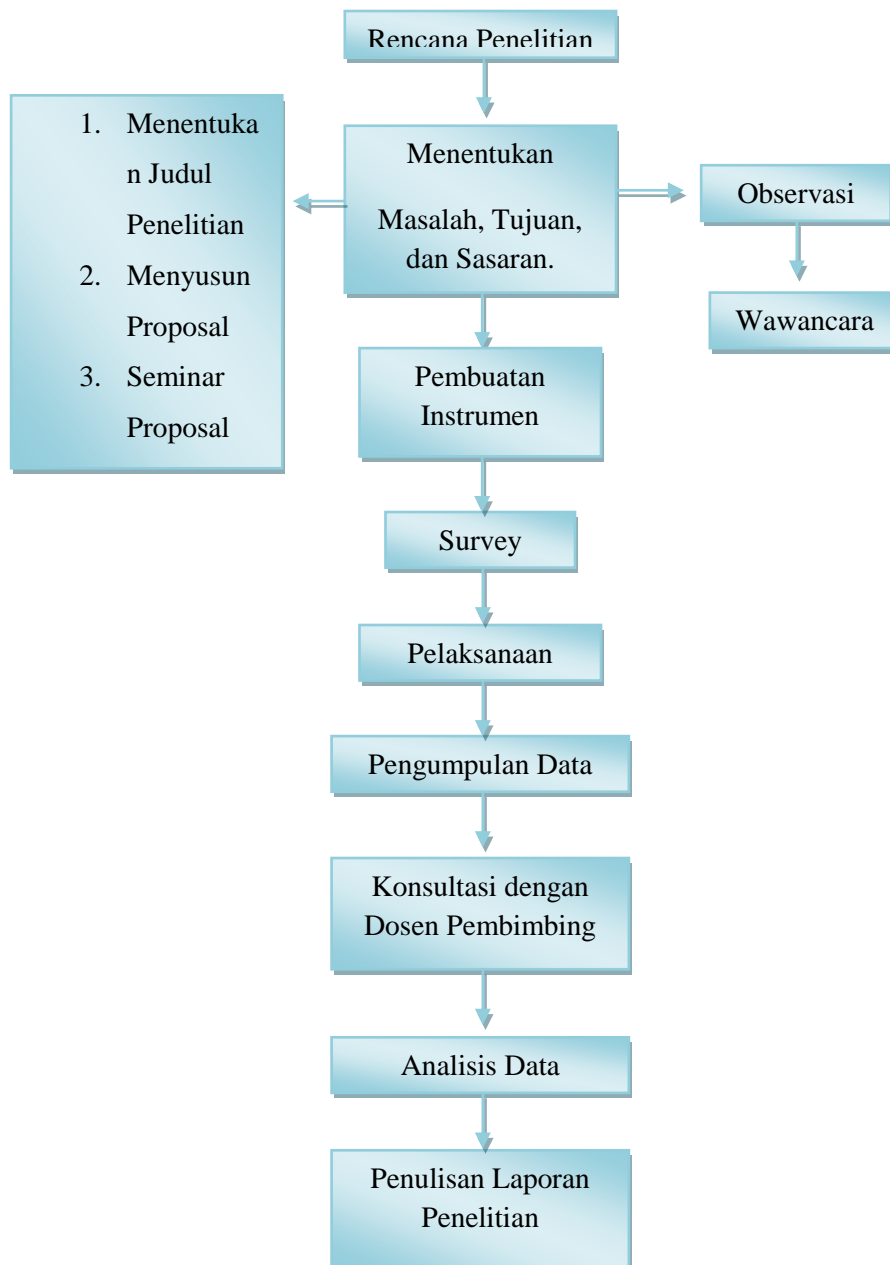 Rencana Penelitian
1. Menentuka
n Judul
Penelitian
2. Menyusun
Proposal
3. Seminar
Proposal
Menentukan
Masalah, Tujuan,
dan Sasaran.
Observasi
Wawancara
Pembuatan
Instrumen
Survey
Pelaksanaan
Pengumpulan Data
Konsultasi dengan
Dosen Pembimbing
Analisis Data
Penulisan Laporan
Penelitian